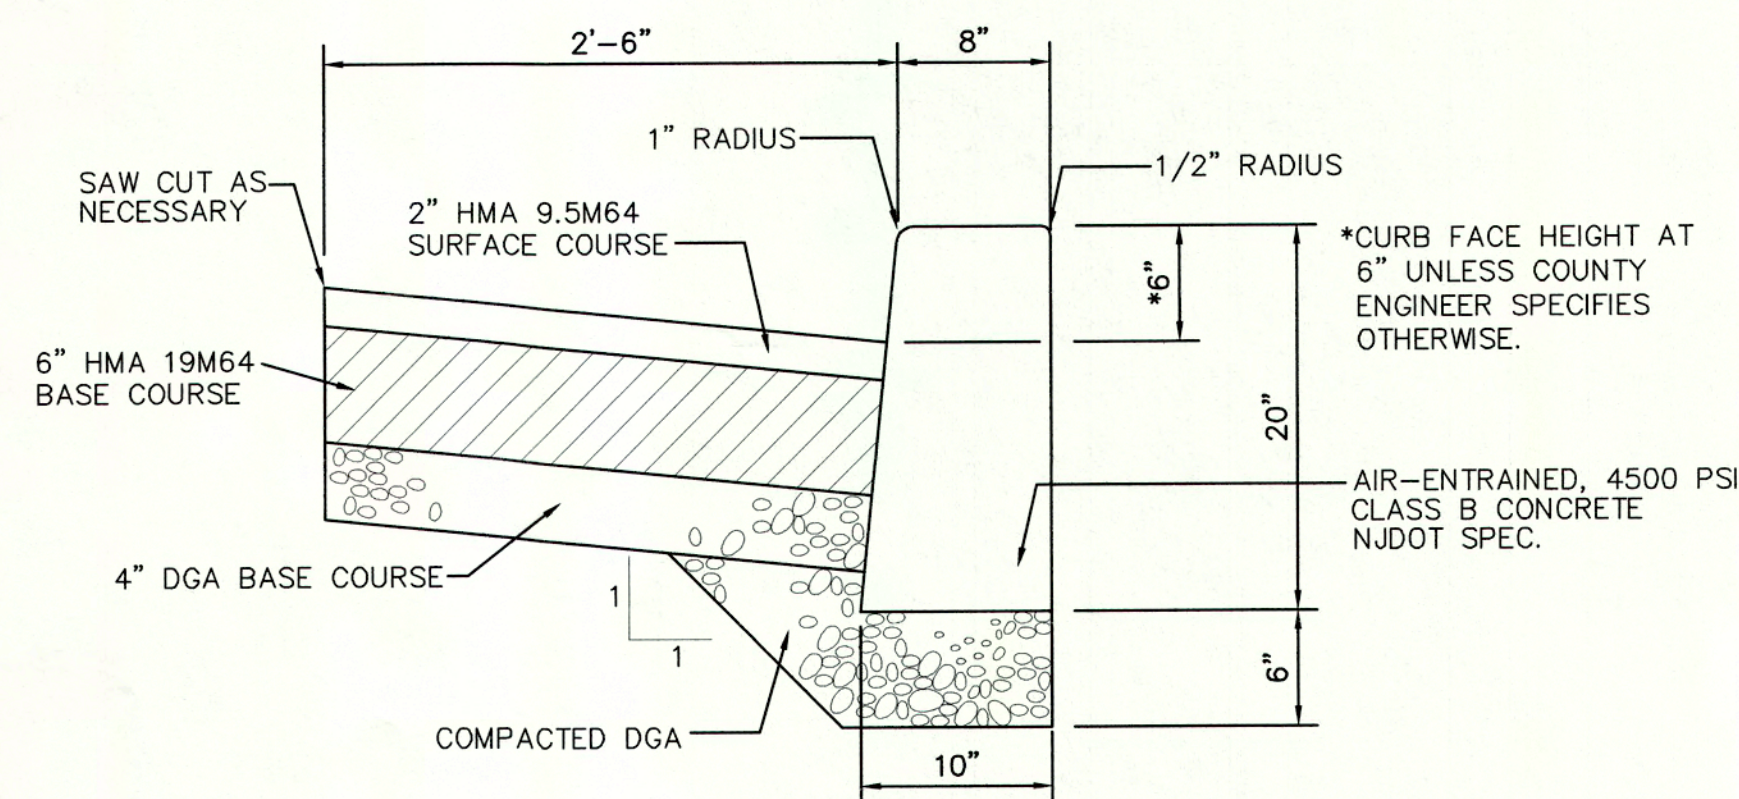 2'-6"
8"
1" RADIUS
1/2" RADIUS
SAW CUT AS
NECESSARY
2" HMA 9.5M64
SURFACE COURSE
*CURB FACE HEIGHT AT
6" UNLESS COUNTY
ENGINEER SPECIFIES
OTHERWISE.
*6"
6" HMA 19M64
BASE COURSE
20"
AIR-ENTRAINED, 4500 PSI
CLASS B CONCRETE
NJDOT SPEC.
4" DGA BASE COURSE
1
1
6"
COMPACTED DGA
10"